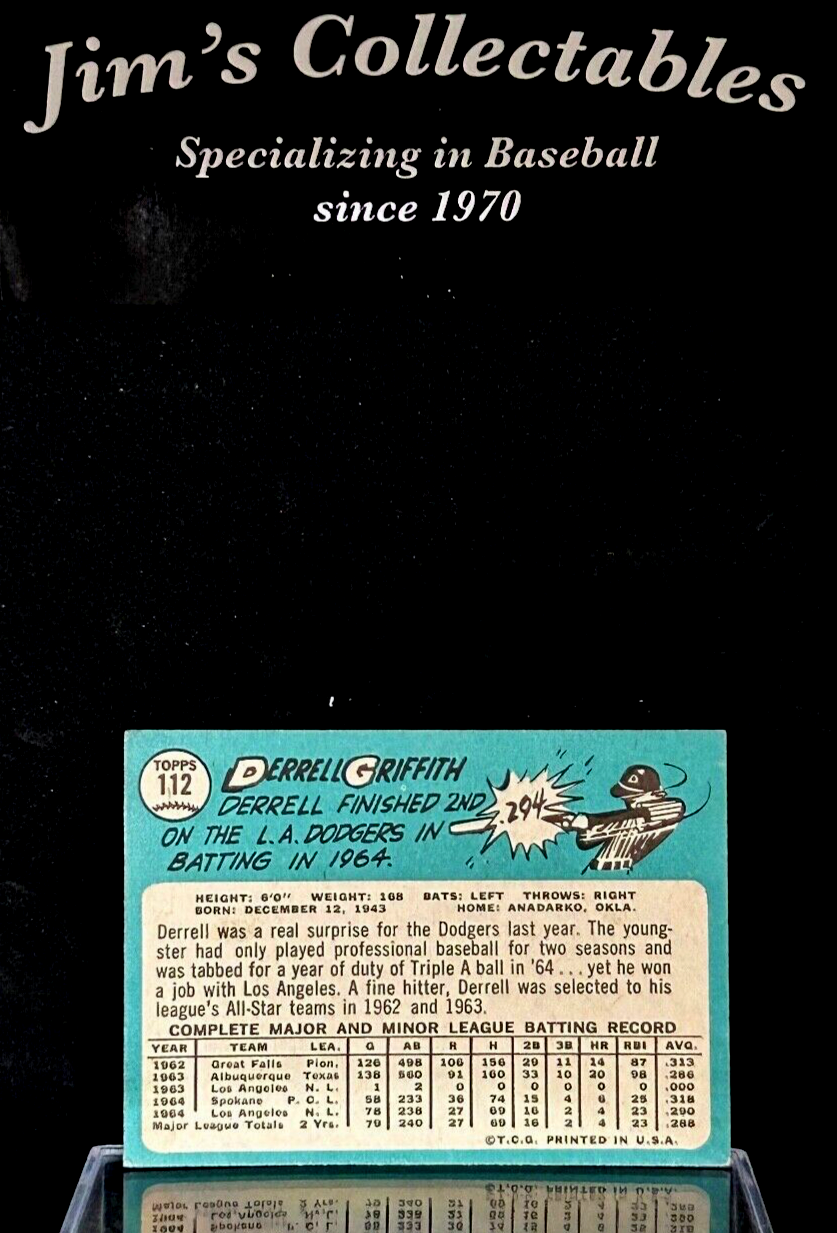 Jim's Collectables
Specializing in Baseball
since 1970
TOPPS
112
DERRELL GRIFFITH
DERRELL FINISHED 2ND
ON THE L.A. DODGERS IN
BATTING IN 1964.
.294
HEIGHT: 6'0" WEIGHT: 168 BATS: LEFT THROWS: RIGHT
BORN: DECEMBER 12, 1943 HOME: ANADARKO, OKLA.
Derrell was a real surprise for the Dodgers last year. The young-
ster had only played professional baseball for two seasons and
was tabbed for a year of duty of Triple A ball in '64 . . . yet he won
a job with Los Angeles. A fine hitter, Derrell was selected to his
league's All-Star teams in 1962 and 1963.
COMPLETE MAJOR AND MINOR LEAGUE BATTING RECORD
YEAR TEAM LEA. G AB R H 2B 3B HR RBI AVG.
1962 Great Falls Pion. 126 498 106 156 29 11 14 87 .313
1963 Albuquerque Texas 138 560 91 160 33 10 20 98 .286
1963 Los Angeles N. L. 1 2 0 0 0 0 0 0 .000
1964 Spokane P. C. L. 58 233 36 74 15 4 6 25 .318
1964 Los Angeles N. L. 78 238 27 69 16 2 4 23 .290
Major League Totals 2 Yrs. 79 240 27 69 16 2 4 23 .288
©T.C.G. PRINTED IN U.S.A.